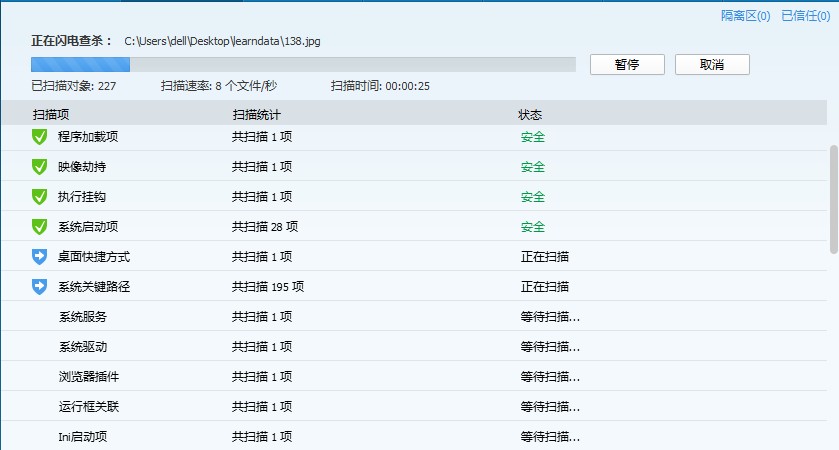 隔离区(0) 已信任(0)
正在闪电查杀： C:\Users\dell\Desktop\learndata\138.jpg
暂停 取消
已扫描对象: 227 扫描速率: 8 个文件/秒 扫描时间: 00:00:25
扫描项 扫描统计 状态
程序加载项 共扫描 1 项 安全
映像劫持 共扫描 1 项 安全
执行挂钩 共扫描 1 项 安全
系统启动项 共扫描 28 项 安全
桌面快捷方式 共扫描 1 项 正在扫描
系统关键路径 共扫描 195 项 正在扫描
系统服务 共扫描 1 项 等待扫描...
系统驱动 共扫描 1 项 等待扫描...
浏览器插件 共扫描 1 项 等待扫描...
运行框关联 共扫描 1 项 等待扫描...
Ini启动项 共扫描 1 项 等待扫描...